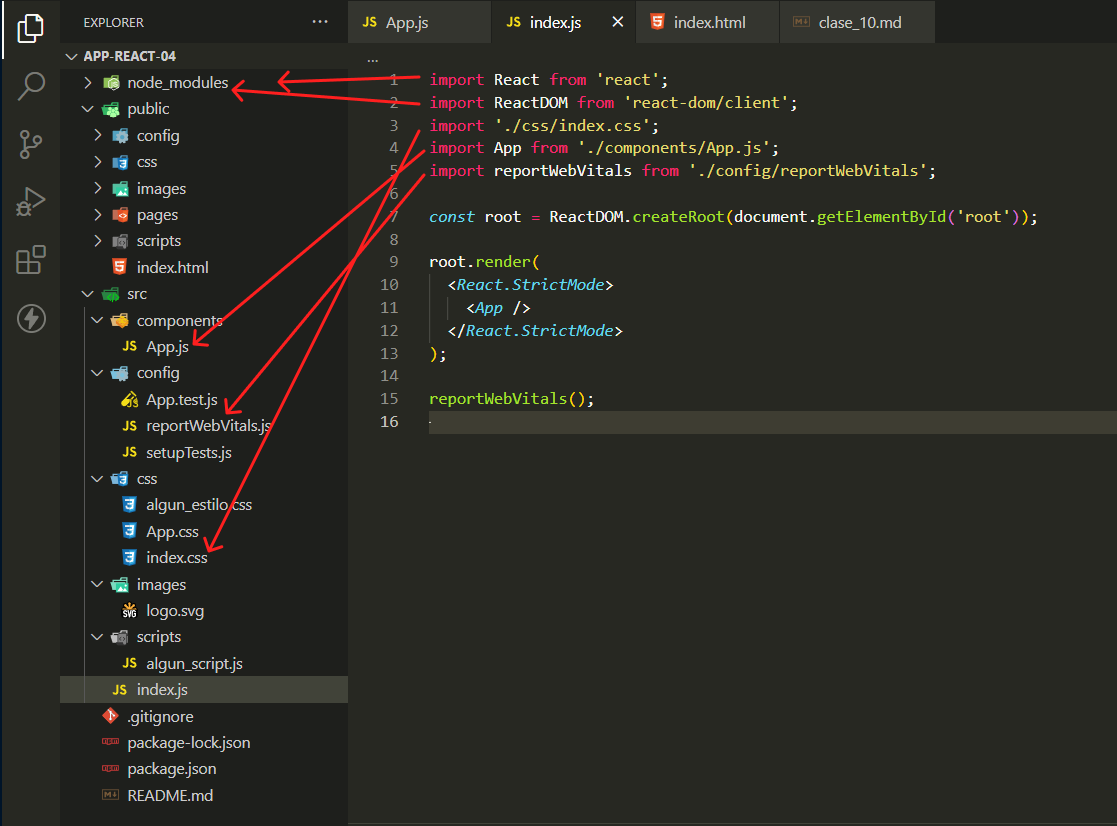 EXPLORER
...
APP-REACT-04
node_modules
public
config
css
images
pages
scripts
index.html
src
components
App.js
config
App.test.js
reportWebVitals.js
setupTests.js
css
algun_estilo.css
App.css
index.css
images
logo.svg
scripts
algun_script.js
index.js
.gitignore
package-lock.json
package.json
README.md
JS App.js
JS index.js
index.html
clase_10.md
...
1 import React from 'react';
2 import ReactDOM from 'react-dom/client';
3 import './css/index.css';
4 import App from './components/App.js';
5 import reportWebVitals from './config/reportWebVitals';
6
7 const root = ReactDOM.createRoot(document.getElementById('root'));
8
9 root.render(
10 <React.StrictMode>
11 <App />
12 </React.StrictMode>
13 );
14
15 reportWebVitals();
16